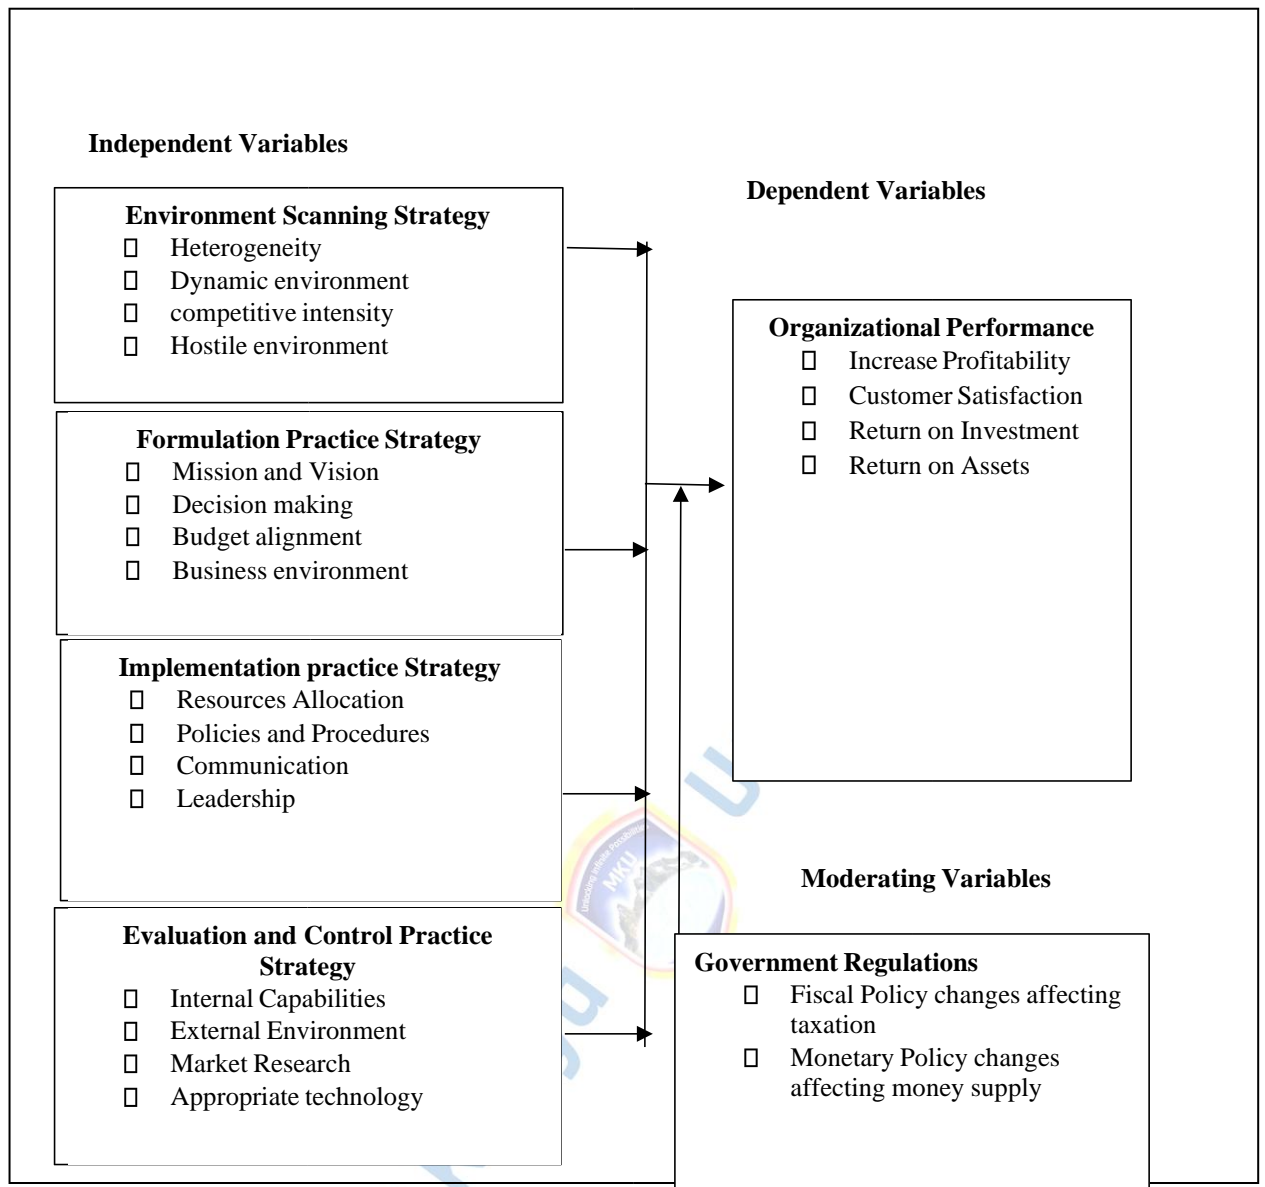 Independent Variables
Environment Scanning Strategy
Heterogeneity
Dynamic environment
competitive intensity
Hostile environment
Formulation Practice Strategy
Mission and Vision
Decision making
Budget alignment
Business environment
Implementation practice Strategy
Resources Allocation
Policies and Procedures
Communication
Leadership
Evaluation and Control Practice
Strategy
Internal Capabilities
External Environment
Market Research
Appropriate technology
Dependent Variables
Organizational Performance
Increase Profitability
Customer Satisfaction
Return on Investment
Return on Assets
Moderating Variables
Government Regulations
Fiscal Policy changes affecting
taxation
Monetary Policy changes
affecting money supply
MKU
Unlocking Infinite Possibilities